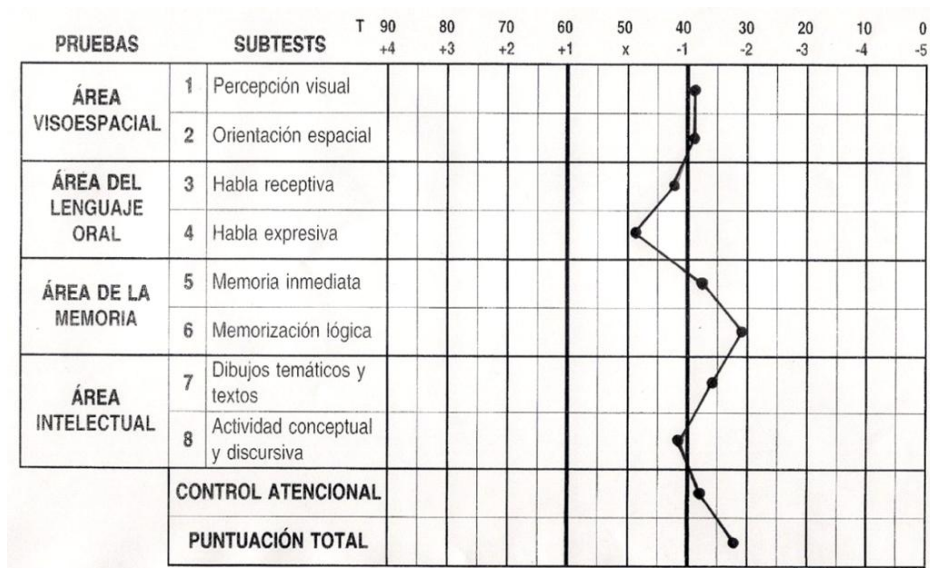 T 90 80 70 60 50 40 30 20 10 0
PRUEBAS SUBTESTS +4 +3 +2 +1 x -1 -2 -3 -4 -5
ÁREA
VISOESPACIAL
1 Percepción visual
2 Orientación espacial
ÁREA DEL
LENGUAJE
ORAL
3 Habla receptiva
4 Habla expresiva
ÁREA DE LA
MEMORIA
5 Memoria inmediata
6 Memorización lógica
ÁREA
INTELECTUAL
7 Dibujos temáticos y
textos
8 Actividad conceptual
y discursiva
CONTROL ATENCIONAL
PUNTUACIÓN TOTAL